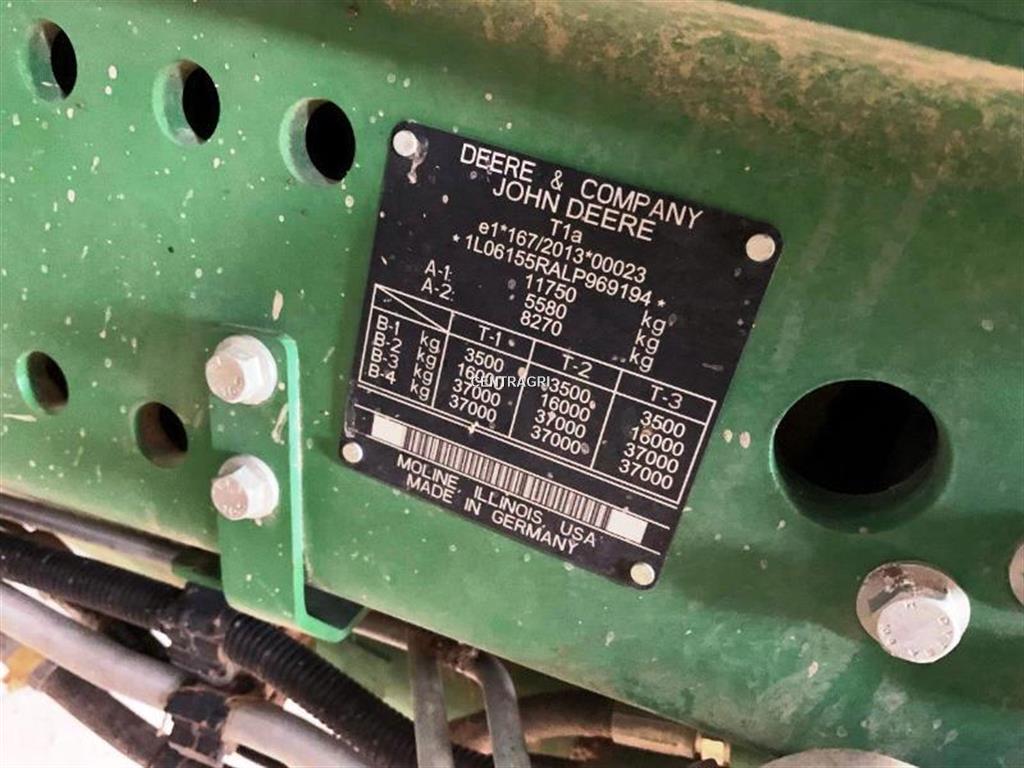 DEERE & COMPANY
JOHN DEERE
T1a
e1*167/2013*00023
*1L06155RALP969194*
11750 kg
A-1: 5580 kg
A-2: 8270 kg
T-1 T-2 T-3
B-1 kg 3500 3500 3500
B-2 kg 16000 16000 16000
B-3 kg 37000 37000 37000
B-4 kg 37000 37000 37000
CENTRAGRI
MOLINE, ILLINOIS, USA
MADE IN GERMANY